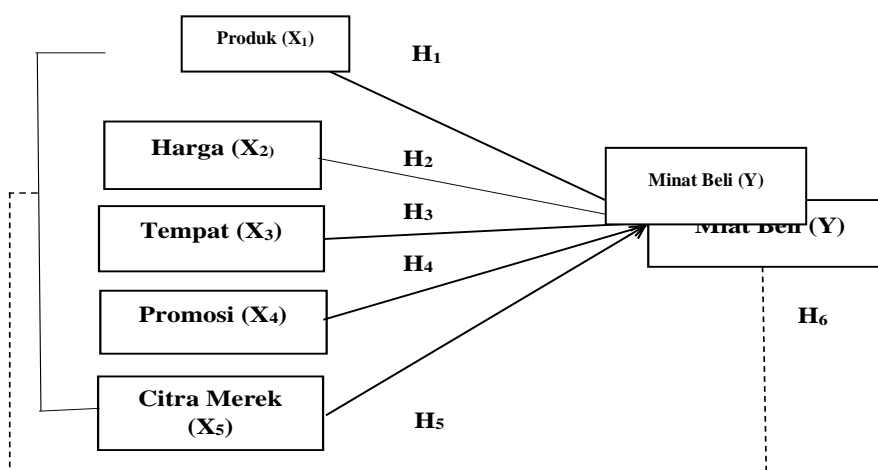 Produk (X₁)
H₁
Harga (X₂)
H₂
Minat Beli (Y)
H₃
Tempat (X₃)
Miat Beli (Y)
H₄
Promosi (X₄)
H₆
Citra Merek
(X₅)
H₅